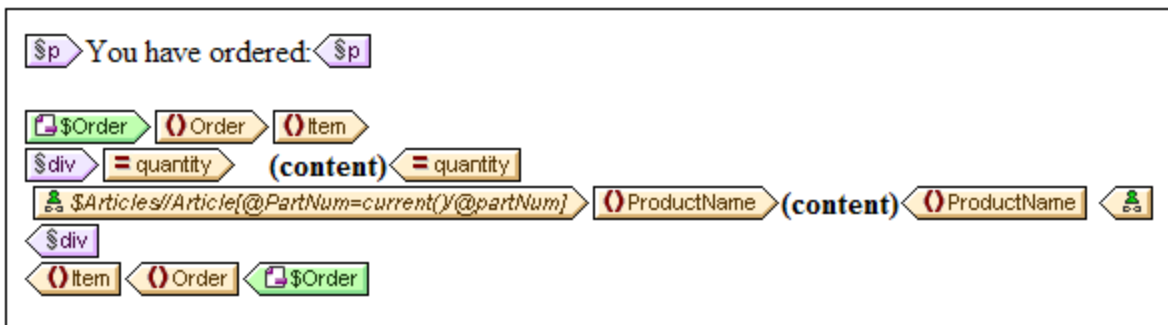 §p You have ordered: §p
$Order () Order () Item
§div = quantity (content) = quantity
$Articles//Article[@PartNum=current()/@partNum] () ProductName (content) () ProductName
§div
() Item () Order $Order